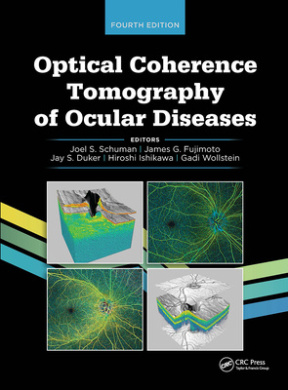 FOURTH EDITION
Optical Coherence
Tomography
of Ocular Diseases
EDITORS
Joel S. Schuman | James G. Fujimoto
Jay S. Duker | Hiroshi Ishikawa | Gadi Wollstein
CRC Press
Taylor & Francis Group